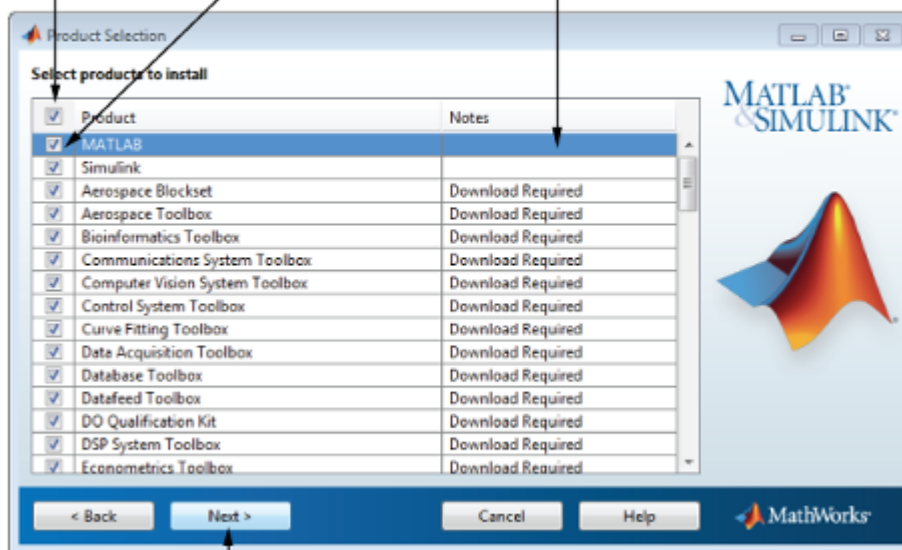 Product Selection
Select products to install
Product Notes
MATLAB
Simulink
Aerospace Blockset Download Required
Aerospace Toolbox Download Required
Bioinformatics Toolbox Download Required
Communications System Toolbox Download Required
Computer Vision System Toolbox Download Required
Control System Toolbox Download Required
Curve Fitting Toolbox Download Required
Data Acquisition Toolbox Download Required
Database Toolbox Download Required
Datafeed Toolbox Download Required
DO Qualification Kit Download Required
DSP System Toolbox Download Required
Econometrics Toolbox Download Required
MATLAB®
&SIMULINK®
< Back Next > Cancel Help MathWorks®